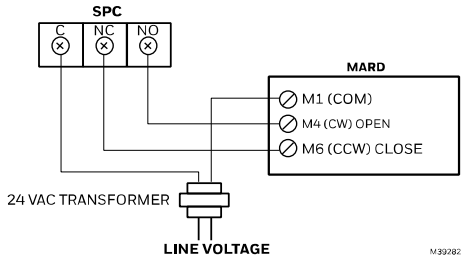 SPC
C NC NO
MARD
M1 (COM)
M4 (CW) OPEN
M6 (CCW) CLOSE
24 VAC TRANSFORMER
LINE VOLTAGE
M39282